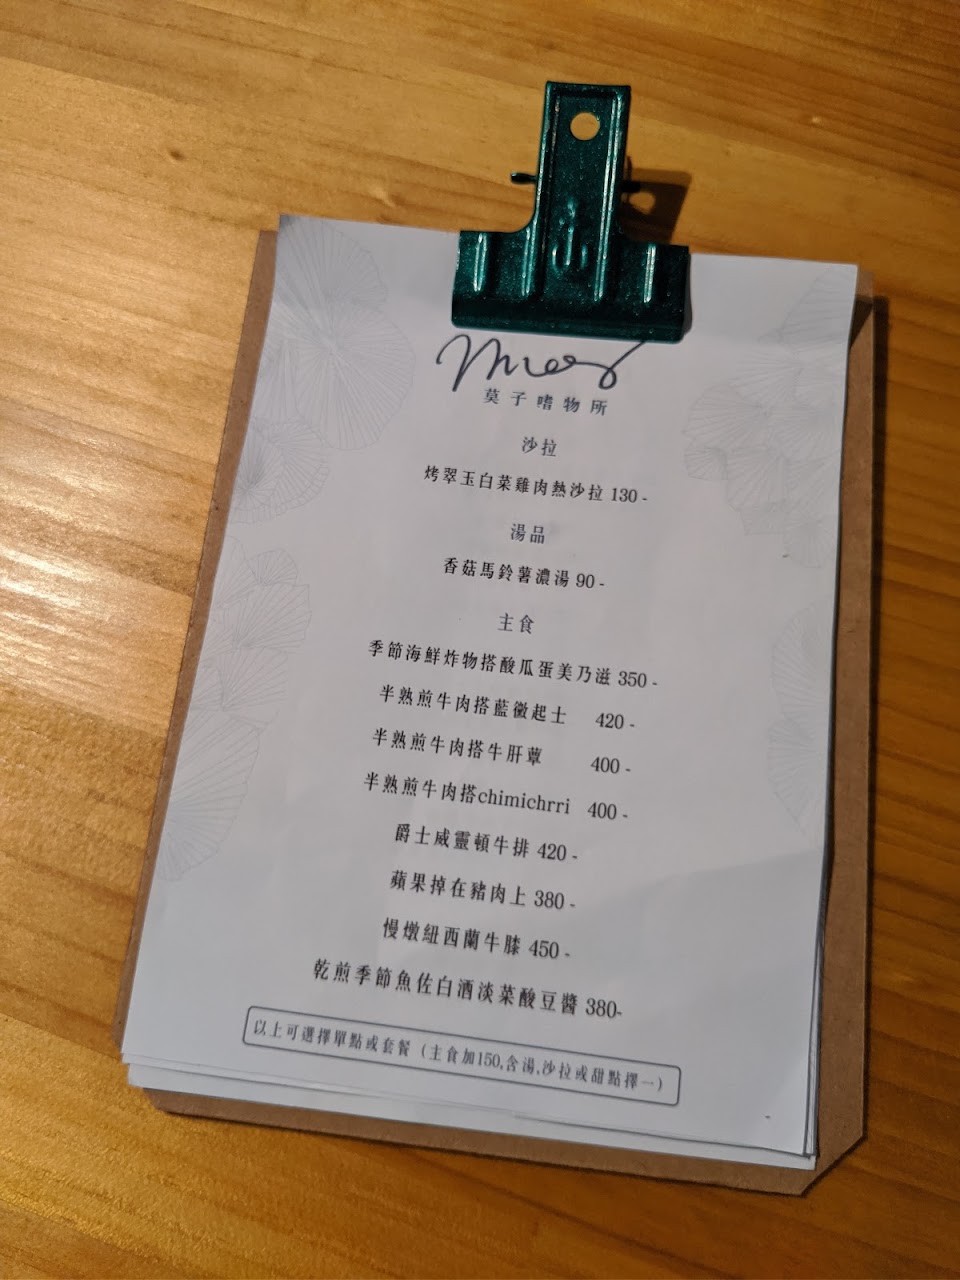 莫子嗜物所
沙拉
烤翠玉白菜雞肉熱沙拉 130-
湯品
香菇馬鈴薯濃湯 90-
主食
季節海鮮炸物搭酸瓜蛋美乃滋 350-
半熟煎牛肉搭藍黴起士 420-
半熟煎牛肉搭牛肝蕈 400-
半熟煎牛肉搭chimichrri 400-
爵士威靈頓牛排 420-
蘋果掉在豬肉上 380-
慢燉紐西蘭牛膝 450-
乾煎季節魚佐白酒淡菜酸豆醬 380-
以上可選擇單點或套餐（主食加150,含湯,沙拉或甜點擇一）